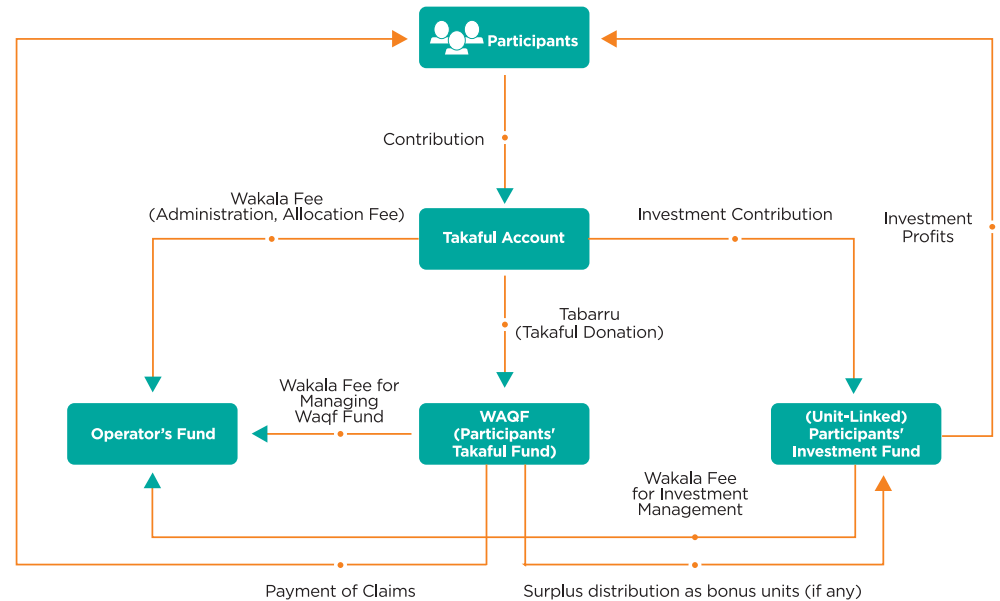 Participants
Contribution
Wakala Fee
(Administration, Allocation Fee)
Takaful Account
Investment Contribution
Investment
Profits
Tabarru
(Takaful Donation)
Wakala Fee for
Managing
Waqf Fund
Operator's Fund
WAQF
(Participants'
Takaful Fund)
(Unit-Linked)
Participants'
Investment Fund
Wakala Fee
for Investment
Management
Payment of Claims
Surplus distribution as bonus units (if any)